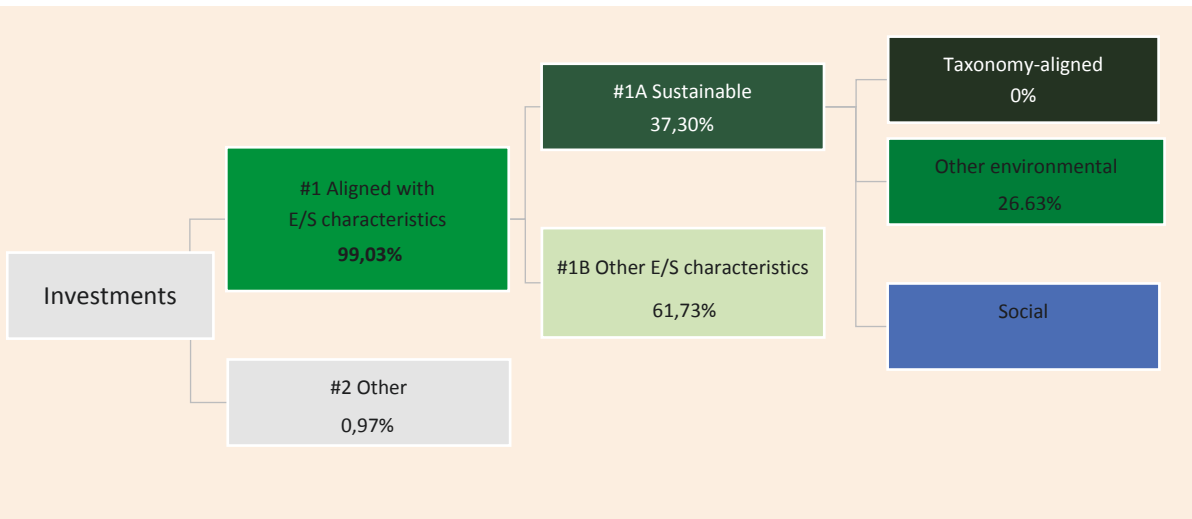 Investments
#1 Aligned with
E/S characteristics
99,03%
#2 Other
0,97%
#1A Sustainable
37,30%
#1B Other E/S characteristics
61,73%
Taxonomy-aligned
0%
Other environmental
26.63%
Social